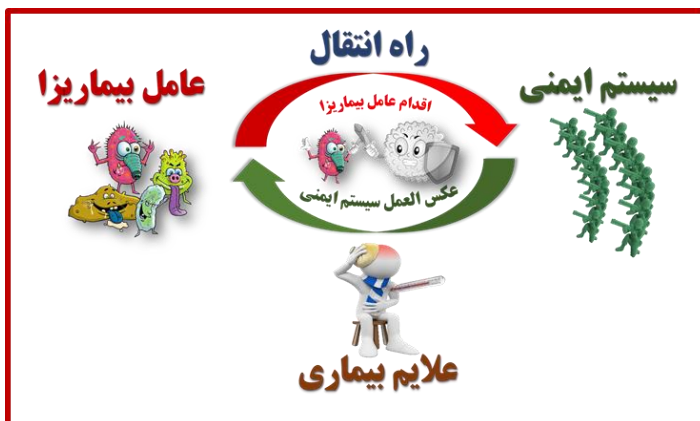 راه انتقال
سیستم ایمنی
عامل بیماریزا
اقدام عامل بیماریزا
عکس العمل سیستم ایمنی
علایم بیماری